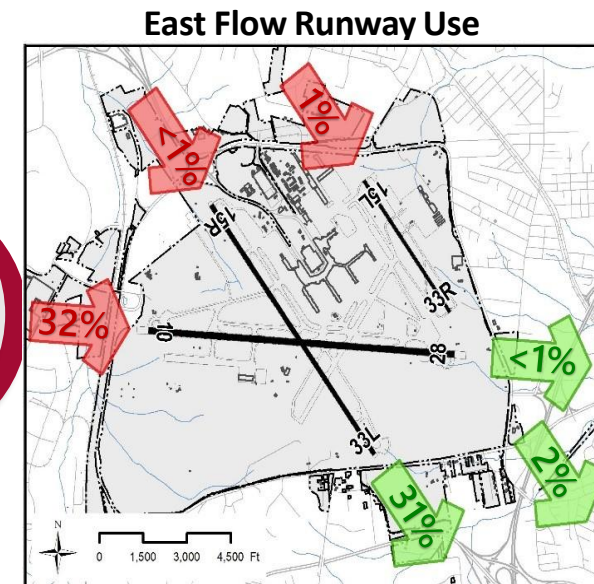 East Flow Runway Use
<1%
1%
15R
15L
33R
32%
10
28
<1%
33L
31%
2%
N
0 1,500 3,000 4,500 Ft